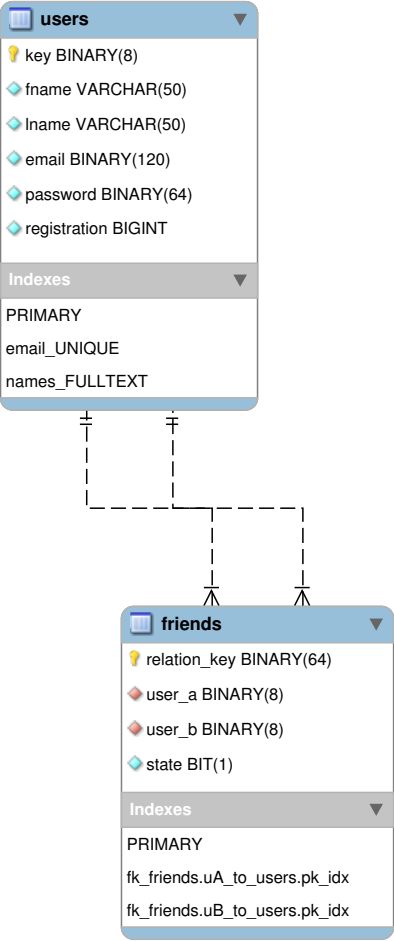 users
key BINARY(8)
fname VARCHAR(50)
lname VARCHAR(50)
email BINARY(120)
password BINARY(64)
registration BIGINT
Indexes
PRIMARY
email_UNIQUE
names_FULLTEXT
friends
relation_key BINARY(64)
user_a BINARY(8)
user_b BINARY(8)
state BIT(1)
Indexes
PRIMARY
fk_friends.uA_to_users.pk_idx
fk_friends.uB_to_users.pk_idx